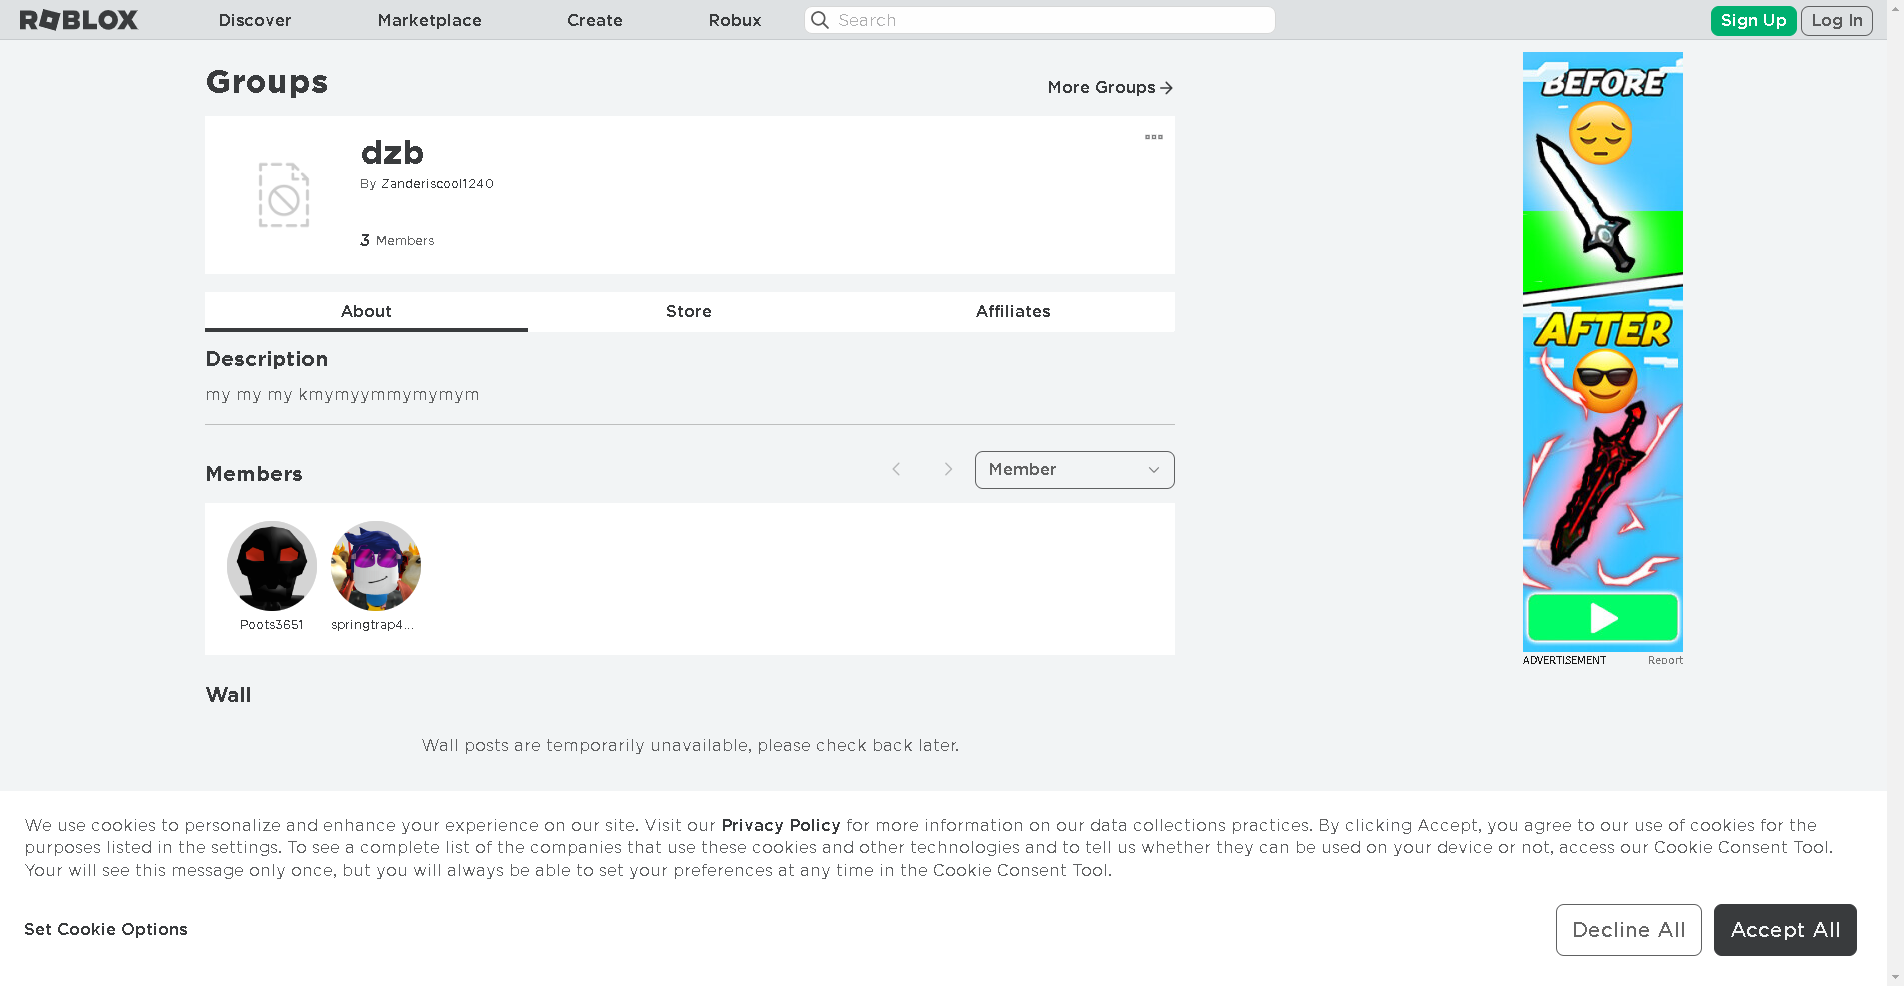 ROBLOX Discover Marketplace Create Robux Search Sign Up Log In
Groups
More Groups
dzb
By Zanderiscool1240
3 Members
About Store Affiliates
Description
my my my kmymyymmymymym
Members
Member
Poots3651 springtrap4...
Wall
Wall posts are temporarily unavailable, please check back later.
BEFORE
AFTER
ADVERTISEMENT Report
We use cookies to personalize and enhance your experience on our site. Visit our Privacy Policy for more information on our data collections practices. By clicking Accept, you agree to our use of cookies for the
purposes listed in the settings. To see a complete list of the companies that use these cookies and other technologies and to tell us whether they can be used on your device or not, access our Cookie Consent Tool.
Your will see this message only once, but you will always be able to set your preferences at any time in the Cookie Consent Tool.
Set Cookie Options
Decline All
Accept All